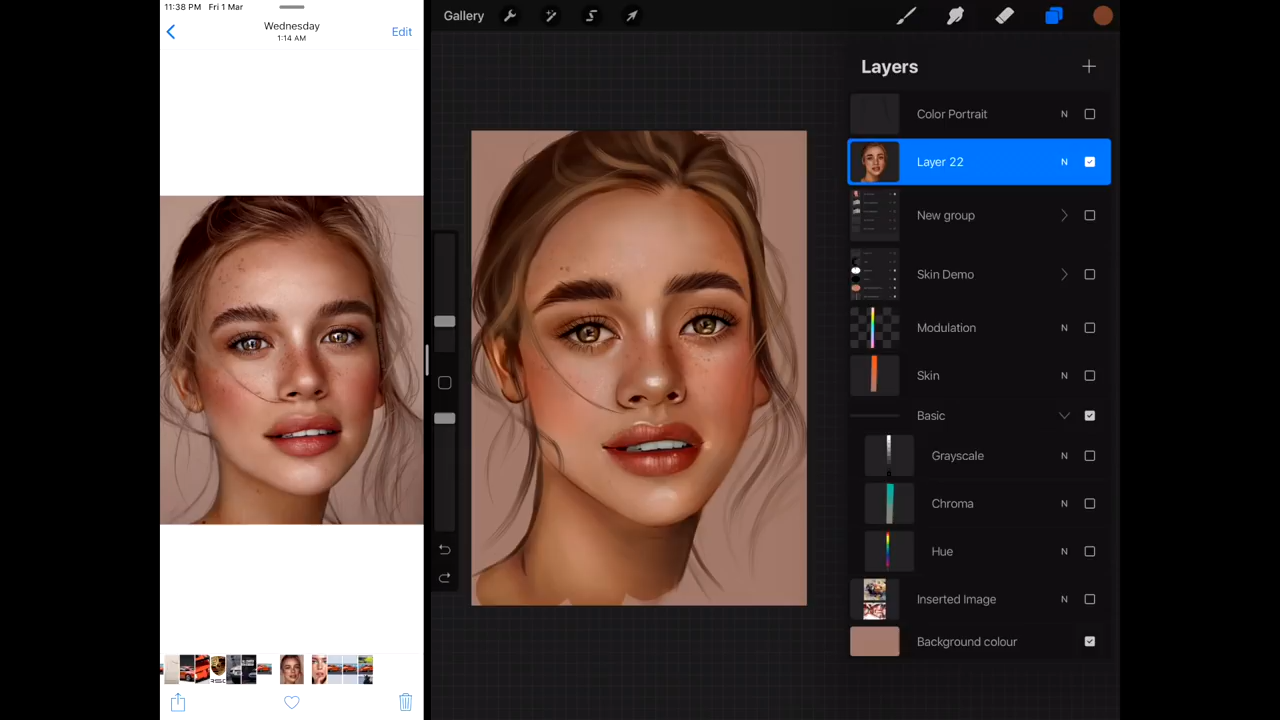 11:38 PM Fri 1 Mar
Wednesday
1:14 AM
Edit
Gallery
Layers
Color Portrait N
Layer 22 N
New group
Skin Demo
Modulation N
Skin N
Basic
Grayscale N
Chroma N
Hue N
Inserted Image N
Background colour